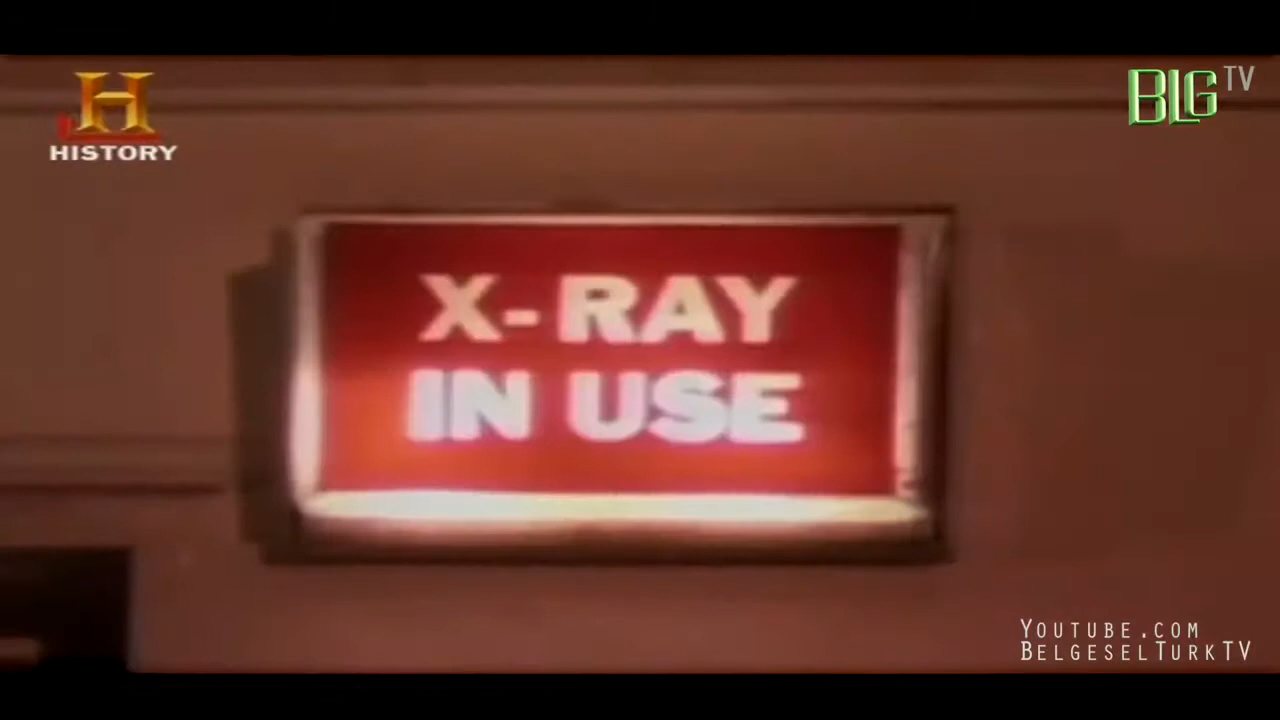 H
HISTORY
BLG TV
X-RAY
IN USE
YOUTUBE.COM
BELGESELTURKTV